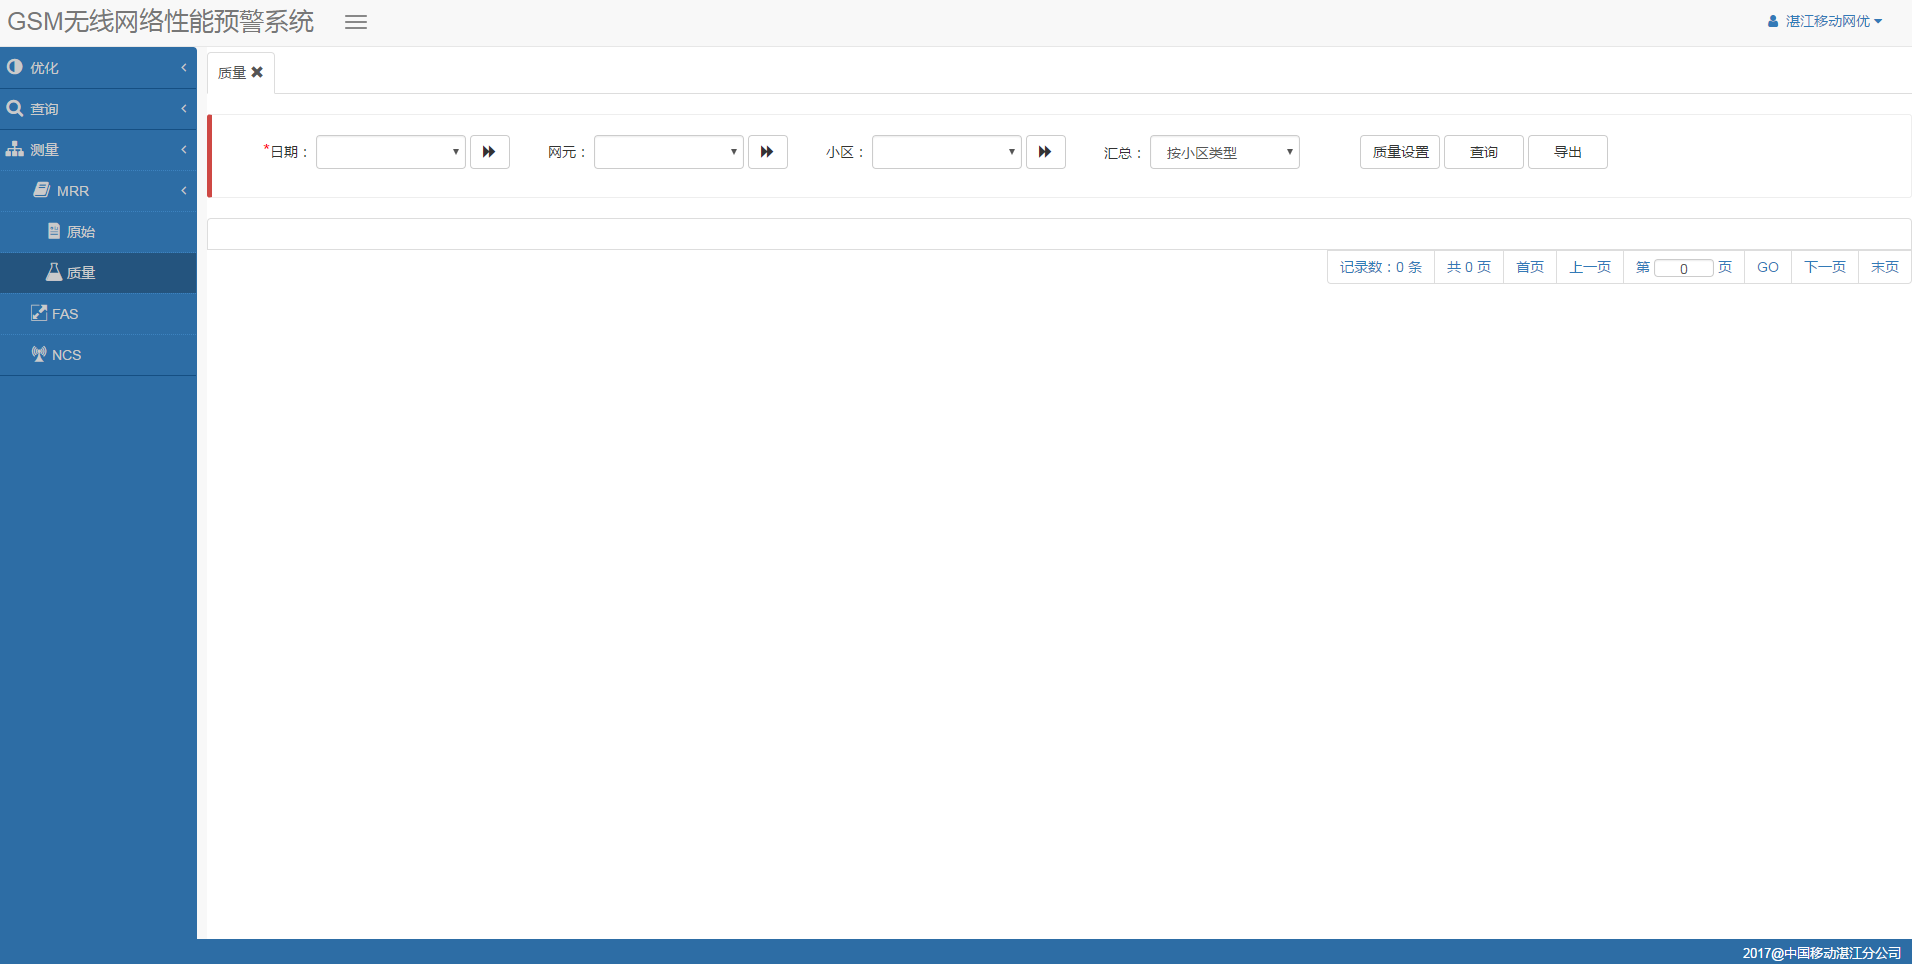 GSM无线网络性能预警系统
湛江移动网优
优化
查询
测量
MRR
原始
质量
FAS
NCS
质量
*日期： 网元： 小区： 汇总： 按小区类型 质量设置 查询 导出
记录数：0 条 共 0 页 首页 上一页 第 0 页 GO 下一页 末页
2017@中国移动湛江分公司